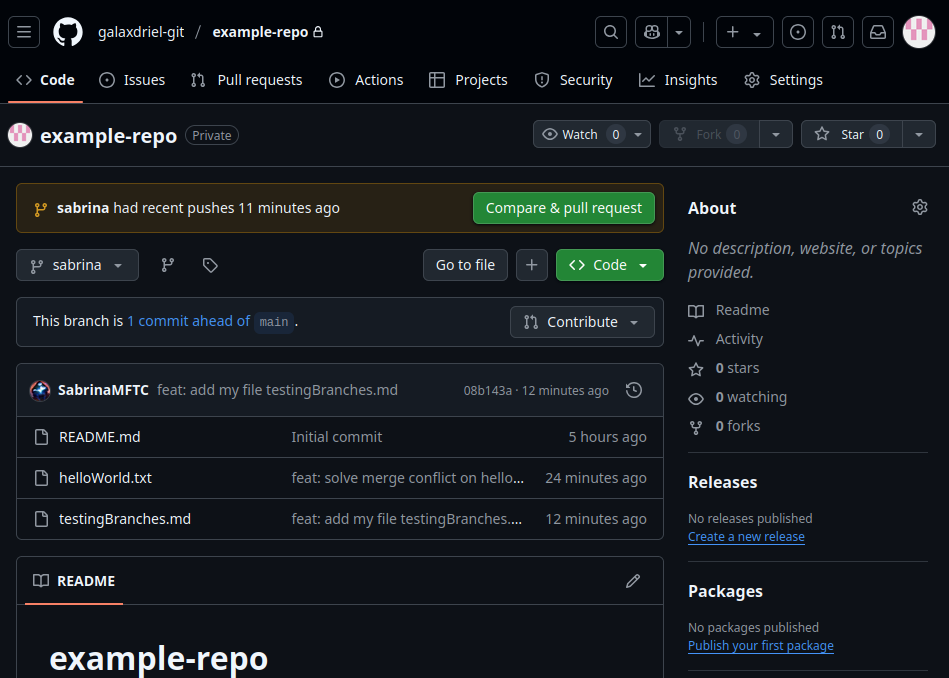 galaxdriel-git / example-repo
Code Issues Pull requests Actions Projects Security Insights Settings
example-repo Private Watch 0 Fork 0 Star 0
sabrina had recent pushes 11 minutes ago Compare & pull request
sabrina Go to file Code
This branch is 1 commit ahead of main . Contribute
SabrinaMFTC feat: add my file testingBranches.md 08b143a · 12 minutes ago
README.md Initial commit 5 hours ago
helloWorld.txt feat: solve merge conflict on hello... 24 minutes ago
testingBranches.md feat: add my file testingBranches.... 12 minutes ago
README
example-repo
About
No description, website, or topics
provided.
Readme
Activity
0 stars
0 watching
0 forks
Releases
No releases published
Create a new release
Packages
No packages published
Publish your first package